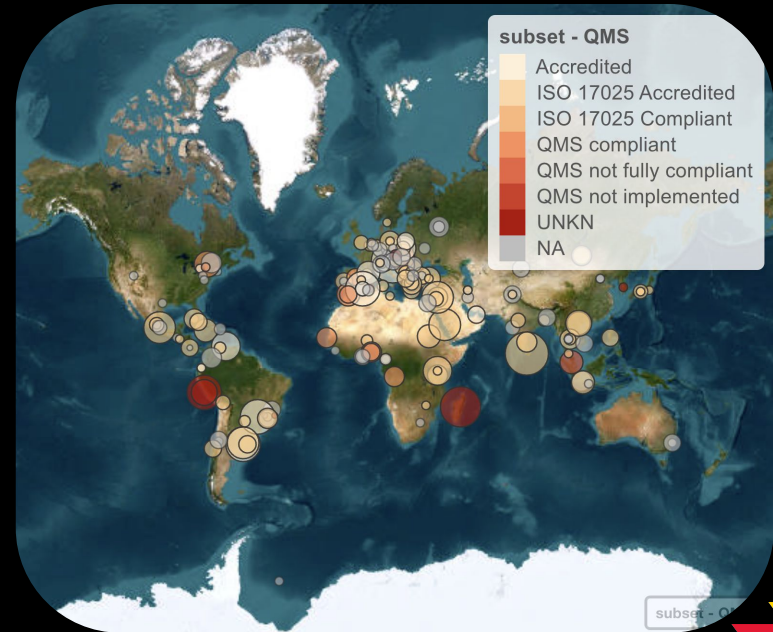 subset - QMS
Accredited
ISO 17025 Accredited
ISO 17025 Compliant
QMS compliant
QMS not fully compliant
QMS not implemented
UNKN
NA
subset -